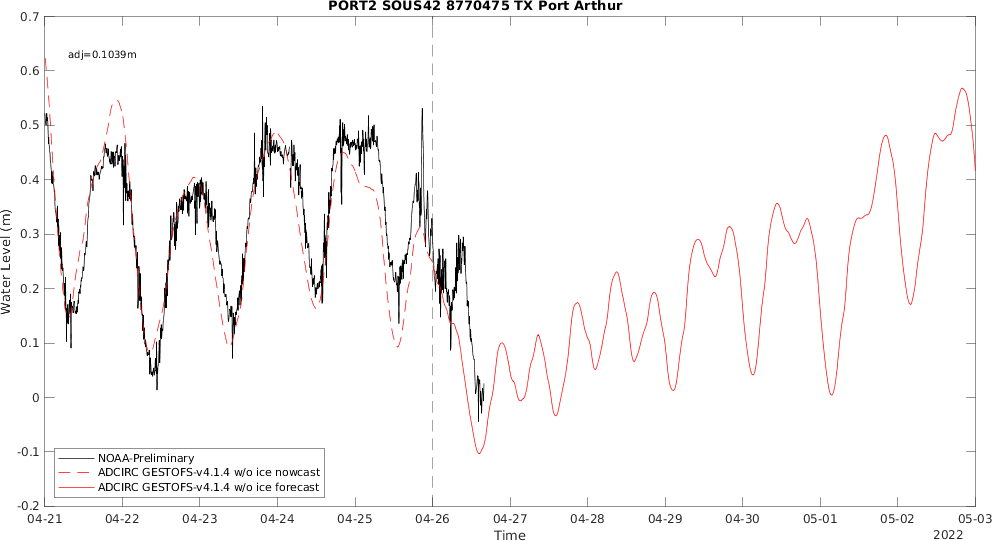 PORT2 SOUS42 8770475 TX Port Arthur
adj=0.1039m
0.7
0.6
0.5
0.4
0.3
0.2
0.1
0
-0.1
-0.2
Water Level (m)
NOAA-Preliminary
ADCIRC GESTOFS-v4.1.4 w/o ice nowcast
ADCIRC GESTOFS-v4.1.4 w/o ice forecast
04-21 04-22 04-23 04-24 04-25 04-26 04-27 04-28 04-29 04-30 05-01 05-02 05-03
Time
2022